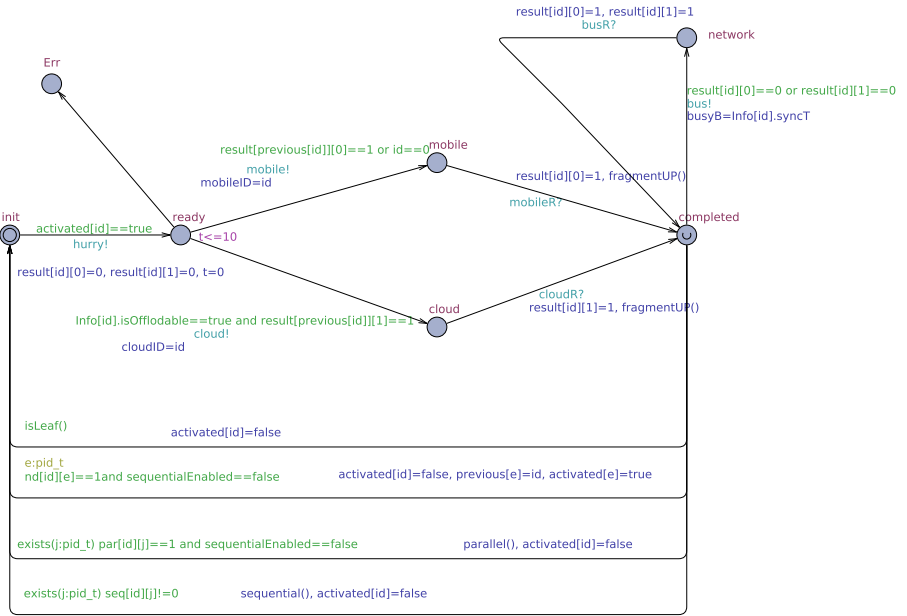 result[id][0]=1, result[id][1]=1
busR?
network
Err
result[id][0]==0 or result[id][1]==0
bus!
busyB=Info[id].syncT
mobile
result[previous[id]][0]==1 or id==0
mobile!
mobileID=id
result[id][0]=1, fragmentUP()
mobileR?
init
ready
completed
activated[id]==true
t<=10
hurry!
result[id][0]=0, result[id][1]=0, t=0
cloudR?
result[id][1]=1, fragmentUP()
cloud
Info[id].isOfflodable==true and result[previous[id]][1]==1
cloud!
cloudID=id
isLeaf()
activated[id]=false
e:pid_t
nd[id][e]==1and sequentialEnabled==false
activated[id]=false, previous[e]=id, activated[e]=true
exists(j:pid_t) par[id][j]==1 and sequentialEnabled==false
parallel(), activated[id]=false
exists(j:pid_t) seq[id][j]!=0
sequential(), activated[id]=false